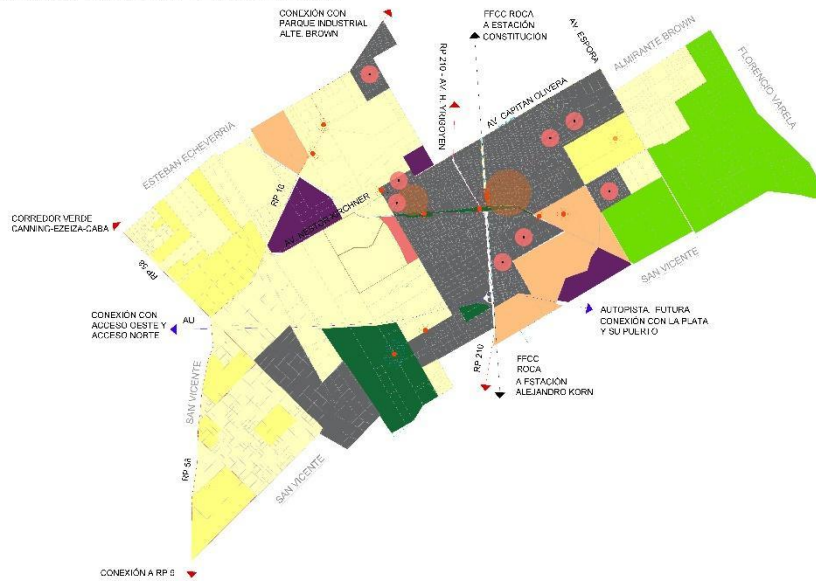 CONEXIÓN CON
PARQUE INDUSTRIAL
ALTE. BROWN
FFCC ROCA
A ESTACIÓN
CONSTITUCIÓN
AV. ESPORA
ALMIRANTE BROWN
FLORENCIO VARELA
RP 210 - AV. H. YRIGOYEN
AV. CAPITAN OLIVERA
ESTEBAN ECHEVERRIA
RP 16
AV. NESTOR KIRCHNER
CORREDOR VERDE
CANNING-EZEIZA-CABA
RP 58
SAN VICENTE
CONEXIÓN CON
ACCESO OESTE Y
ACCESO NORTE
AU
AUTOPISTA. FUTURA
CONEXIÓN CON LA PLATA
Y SU PUERTO
RP 210
FFCC
ROCA
A ESTACIÓN
ALEJANDRO KORN
SAN VICENTE
RP 58
SAN VICENTE
CONEXIÓN A RP 6